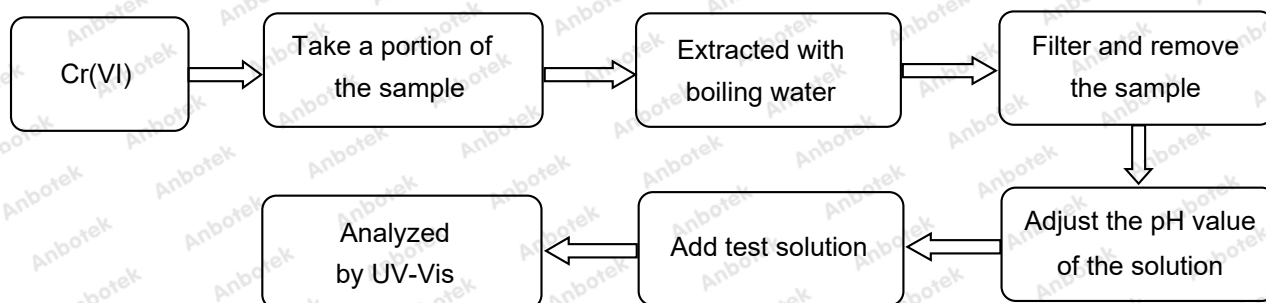 Cr(VI)
Take a portion of
the sample
Extracted with
boiling water
Filter and remove
the sample
Adjust the pH value
of the solution
Add test solution
Analyzed
by UV-Vis
Anbotek